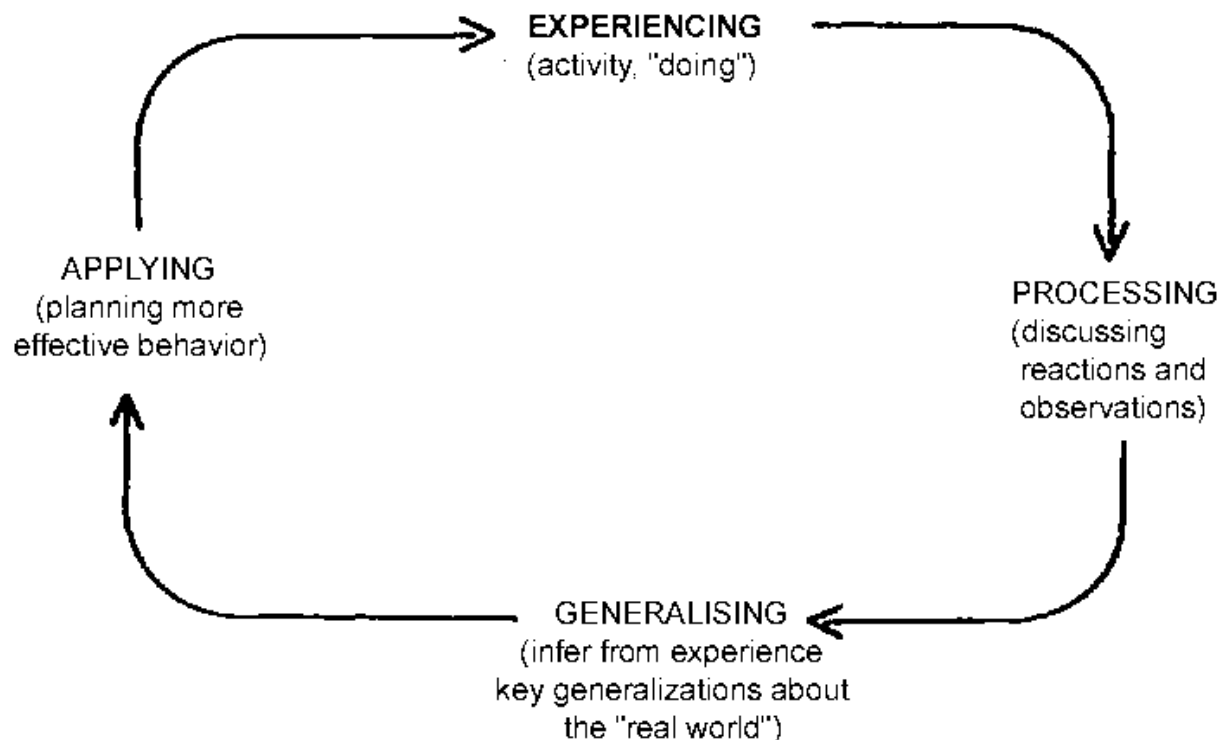 EXPERIENCING
(activity, "doing")
APPLYING
(planning more
effective behavior)
PROCESSING
(discussing
reactions and
observations)
GENERALISING
(infer from experience
key generalizations about
the "real world")